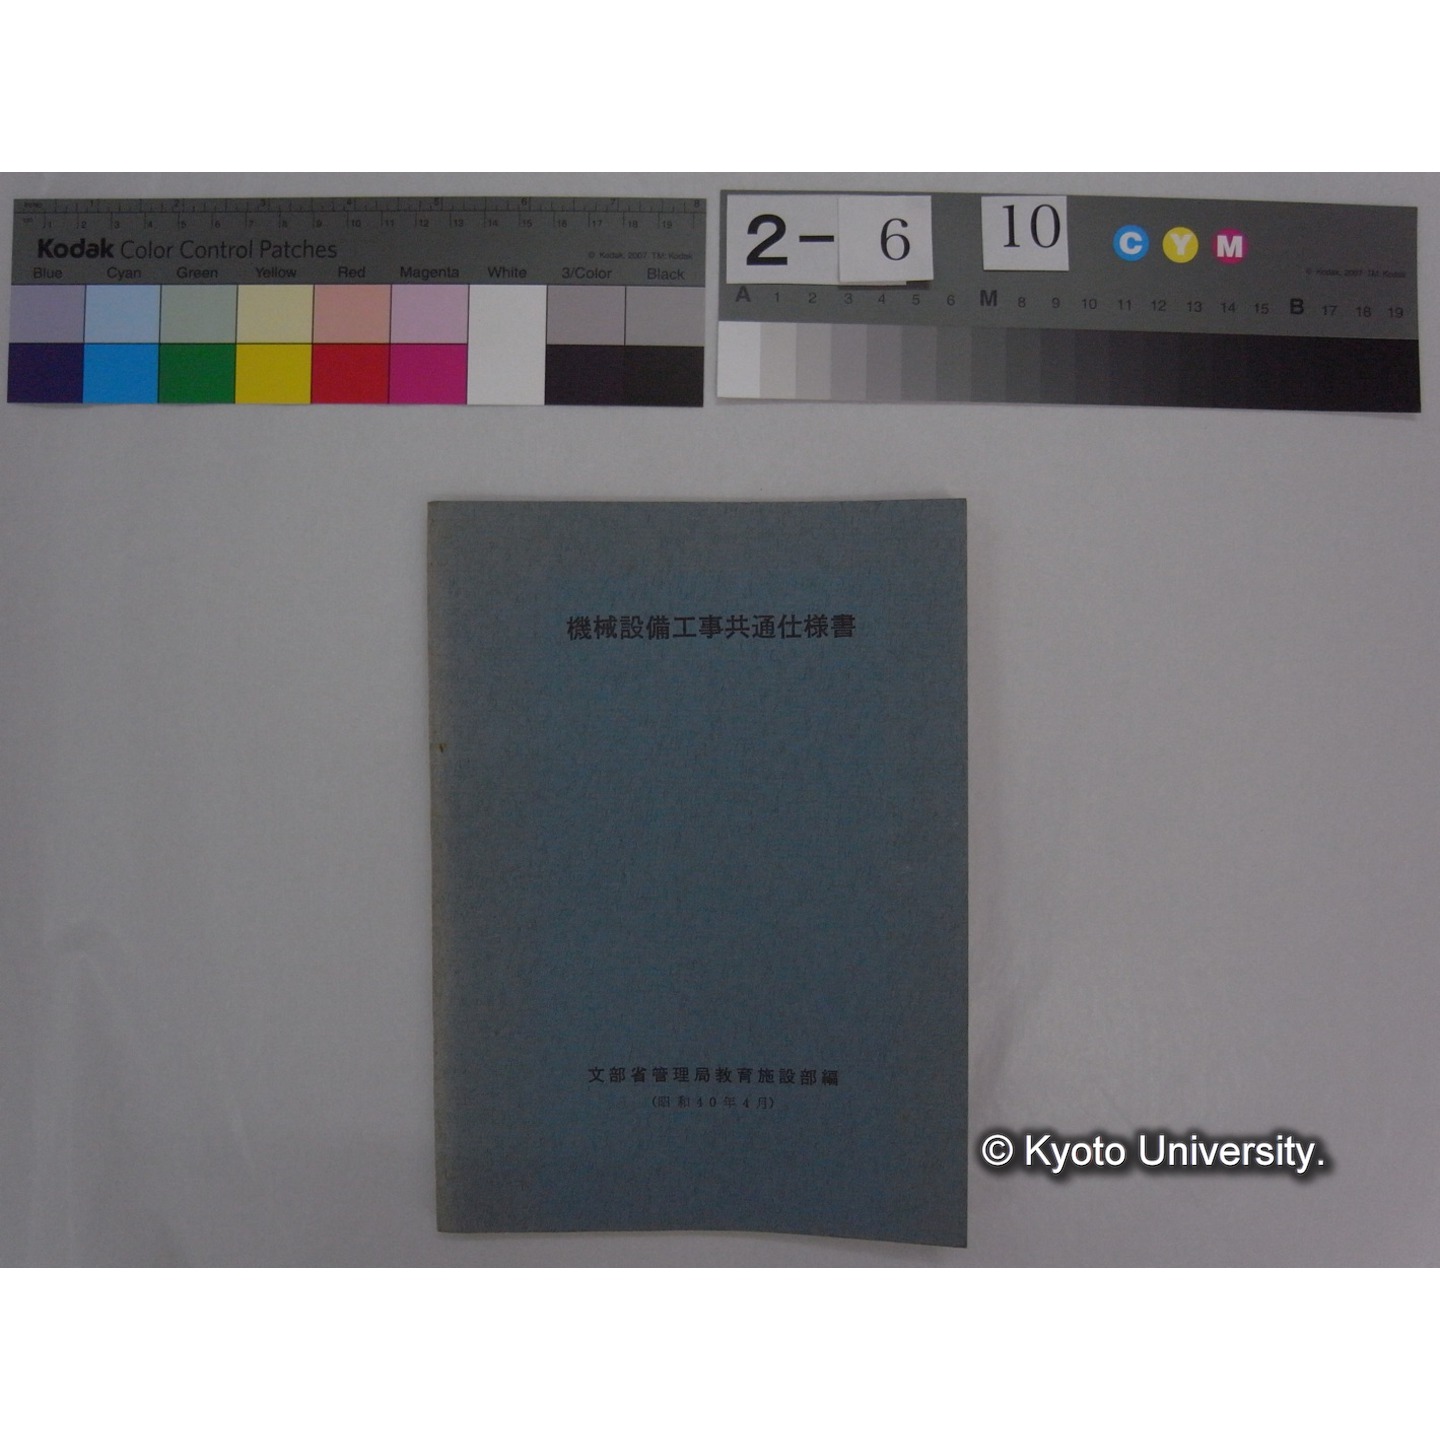 Kodak Color Control Patches
© Kodak, 2007 TM: Kodak
Blue Cyan Green Yellow Red Magenta White 3/Color Black
2- 6 10 C Y M
© Kodak, 2007 TM: Kodak
A 1 2 3 4 5 6 M 8 9 10 11 12 13 14 15 B 17 18 19
機械設備工事共通仕様書
文部省管理局教育施設部編
(昭和40年4月)
© Kyoto University.